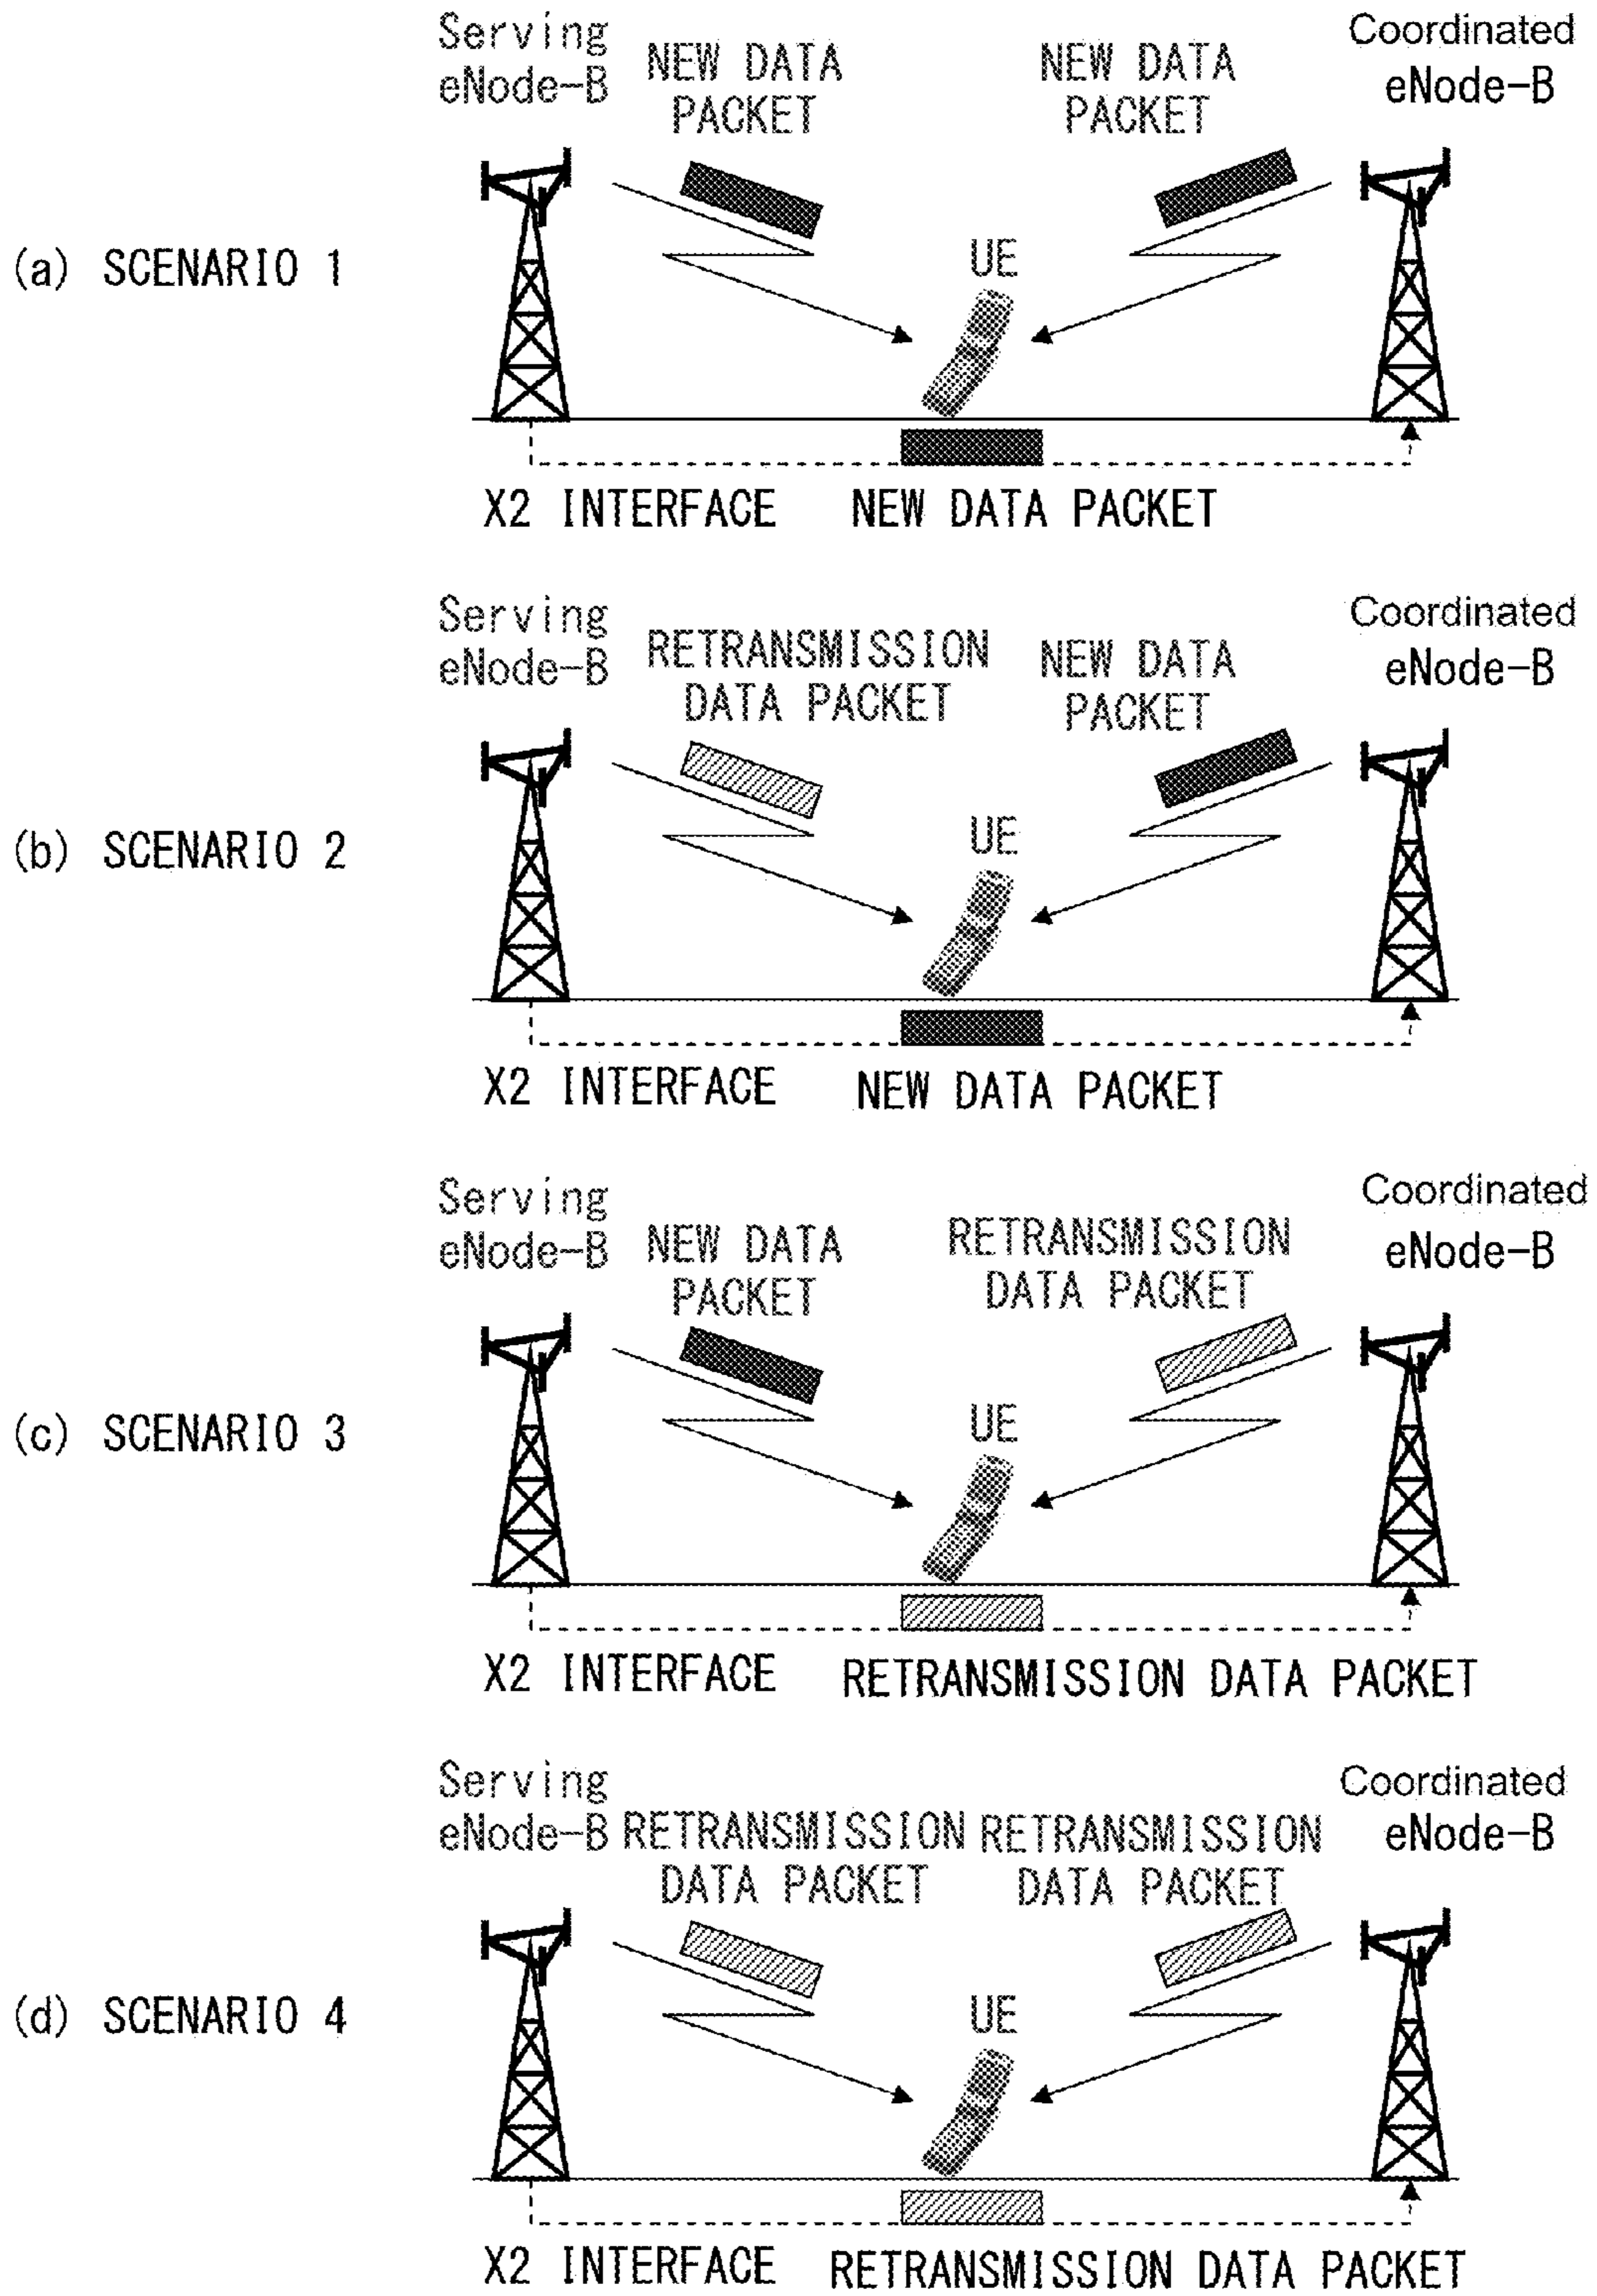 Serving
eNode-B
NEW DATA
PACKET
NEW DATA
PACKET
Coordinated
eNode-B
(a) SCENARIO 1
UE
X2 INTERFACE
NEW DATA PACKET
Serving
eNode-B
RETRANSMISSION
DATA PACKET
NEW DATA
PACKET
Coordinated
eNode-B
(b) SCENARIO 2
UE
X2 INTERFACE
NEW DATA PACKET
Serving
eNode-B
NEW DATA
PACKET
RETRANSMISSION
DATA PACKET
Coordinated
eNode-B
(c) SCENARIO 3
UE
X2 INTERFACE
RETRANSMISSION DATA PACKET
Serving
eNode-B
RETRANSMISSION
DATA PACKET
RETRANSMISSION
DATA PACKET
Coordinated
eNode-B
(d) SCENARIO 4
UE
X2 INTERFACE
RETRANSMISSION DATA PACKET